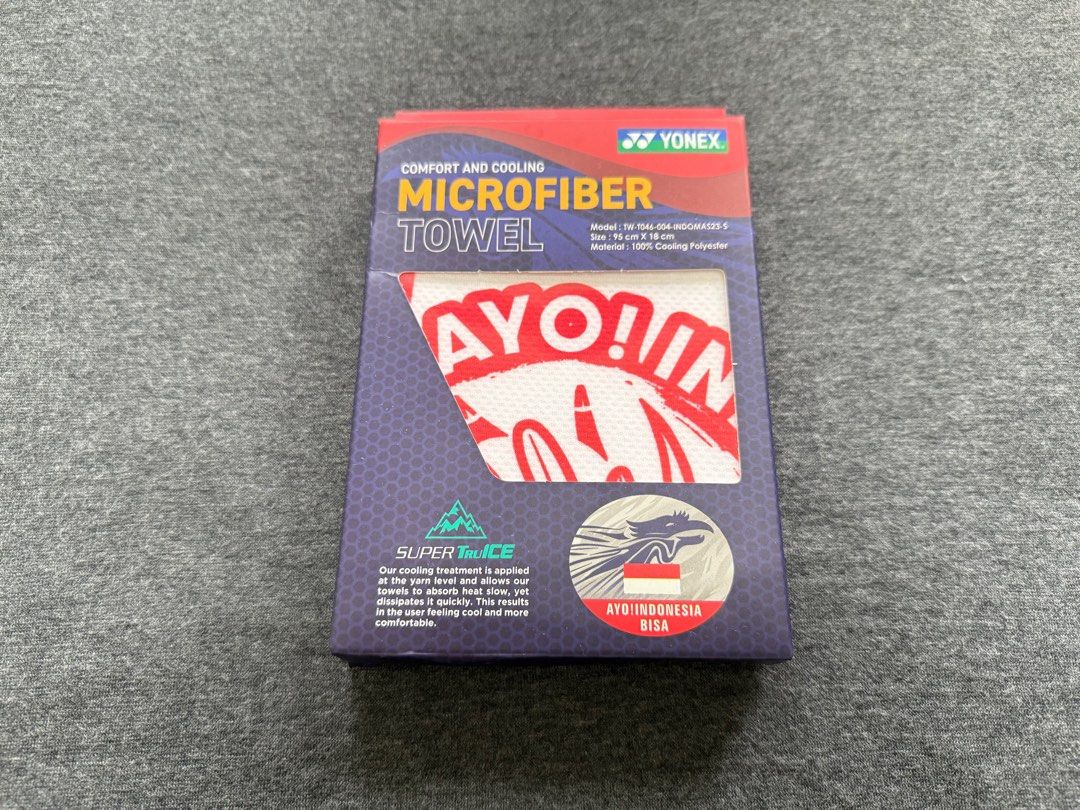 YONEX
COMFORT AND COOLING
MICROFIBER
TOWEL
Model : TW-T046-004-INDOMAS23-S
Size : 95 cm X 18 cm
Material : 100% Cooling Polyester
AYO! IN
SUPER TRUICE
Our cooling treatment is applied
at the yarn level and allows our
towels to absorb heat slow, yet
dissipates it quickly. This results
in the user feeling cool and more
comfortable.
AYO!INDONESIA
BISA